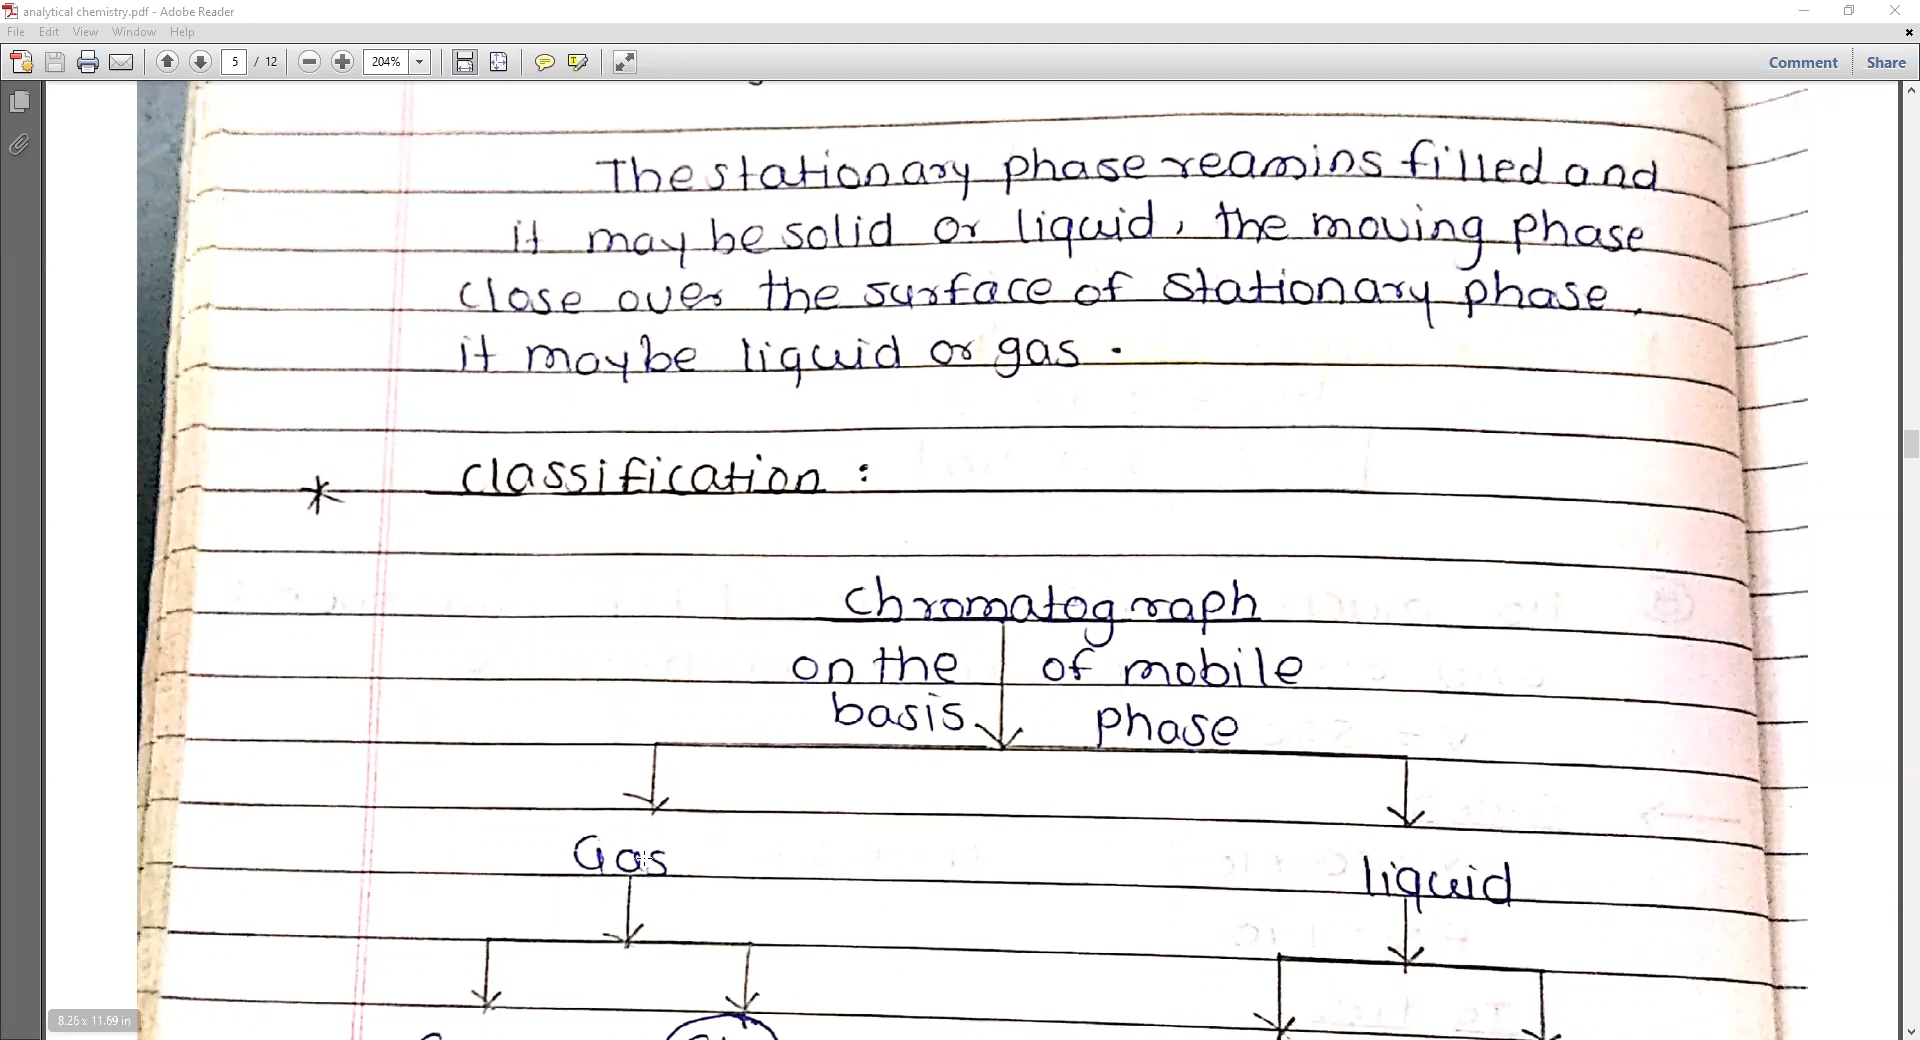 analytical chemistry.pdf - Adobe Reader
File Edit View Window Help
5 / 12 204% Comment Share
The stationary phase reamins filled and
it may be solid or liquid, the moving phase
close over the surface of stationary phase,
it maybe liquid or gas.
* classification :
chromatograph
on the of mobile
basis phase
Gas
liquid
8.26 x 11.69 in